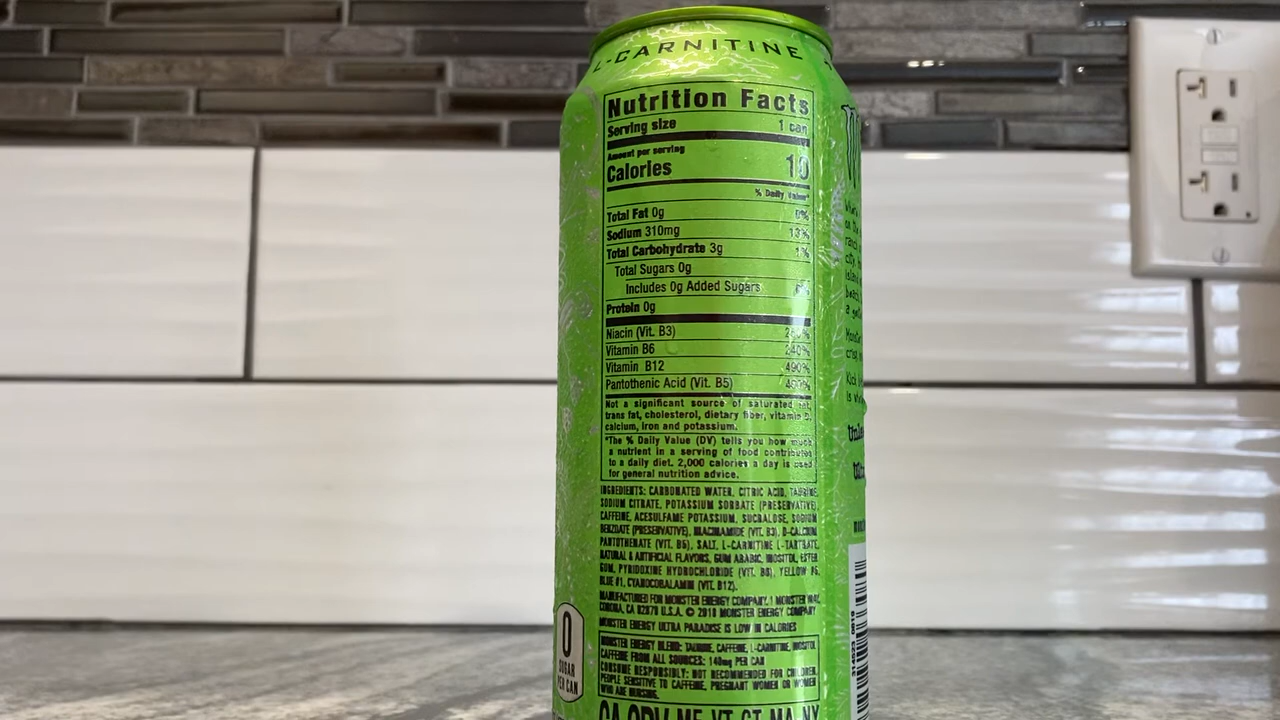 L-CARNITINE
Nutrition Facts
Serving size 1 can
Amount per serving
Calories 10
% Daily Value*
Total Fat 0g 0%
Sodium 310mg 13%
Total Carbohydrate 3g 1%
Total Sugars 0g
Includes 0g Added Sugars 0%
Protein 0g
Niacin (Vit. B3)
Vitamin B6 240%
Vitamin B12 490%
Pantothenic Acid (Vit. B5)
Not a significant source of saturated fat,
trans fat, cholesterol, dietary fiber, vitamin D,
calcium, iron and potassium.
*The % Daily Value (DV) tells you how much
a nutrient in a serving of food contributes
to a daily diet. 2,000 calories a day is used
for general nutrition advice.
INGREDIENTS: CARBONATED WATER, CITRIC ACID, TAURINE,
SODIUM CITRATE, POTASSIUM SORBATE (PRESERVATIVE),
CAFFEINE, ACESULFAME POTASSIUM, SUCRALOSE, SODIUM
BENZOATE (PRESERVATIVE), NIACINAMIDE (VIT. B3), D-CALCIUM
PANTOTHENATE (VIT. B5), SALT, L-CARNITINE L-TARTRATE,
NATURAL & ARTIFICIAL FLAVORS, GUM ARABIC, INOSITOL, ESTER
GUM, PYRIDOXINE HYDROCHLORIDE (VIT. B6), YELLOW #5,
BLUE #1, CYANOCOBALAMIN (VIT. B12).
MANUFACTURED FOR MONSTER ENERGY COMPANY, 1 MONSTER WAY,
CORONA, CA 92879 U.S.A. © 2018 MONSTER ENERGY COMPANY
MONSTER ENERGY ULTRA PARADISE IS LOW IN CALORIES
MONSTER ENERGY BLEND: TAURINE, CAFFEINE, L-CARNITINE, INOSITOL
CAFFEINE FROM ALL SOURCES: 140mg PER CAN
CONSUME RESPONSIBLY: NOT RECOMMENDED FOR CHILDREN,
PEOPLE SENSITIVE TO CAFFEINE, PREGNANT WOMEN OR WOMEN
WHO ARE NURSING.
0
SUGAR
PER CAN